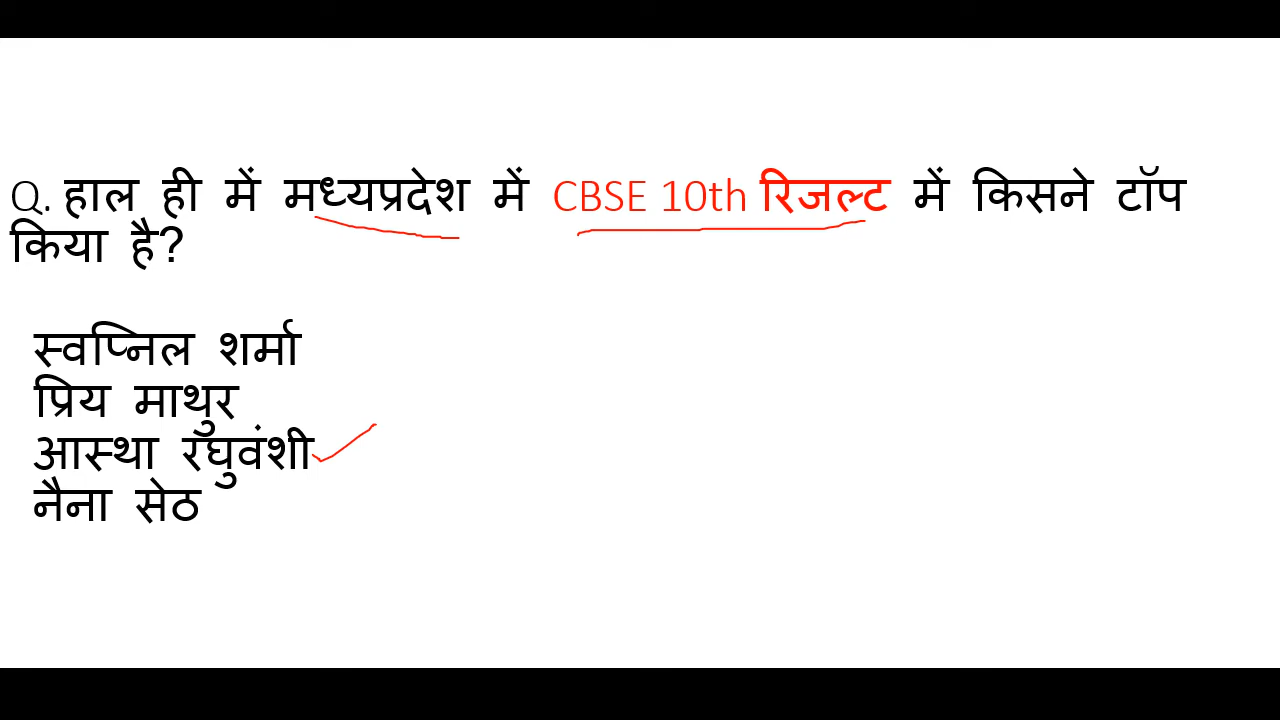 Q. हाल ही में मध्यप्रदेश में CBSE 10th रिजल्ट में किसने टॉप
किया है?
स्वप्निल शर्मा
प्रिय माथुर
आस्था रघुवंशी
नैना सेठ